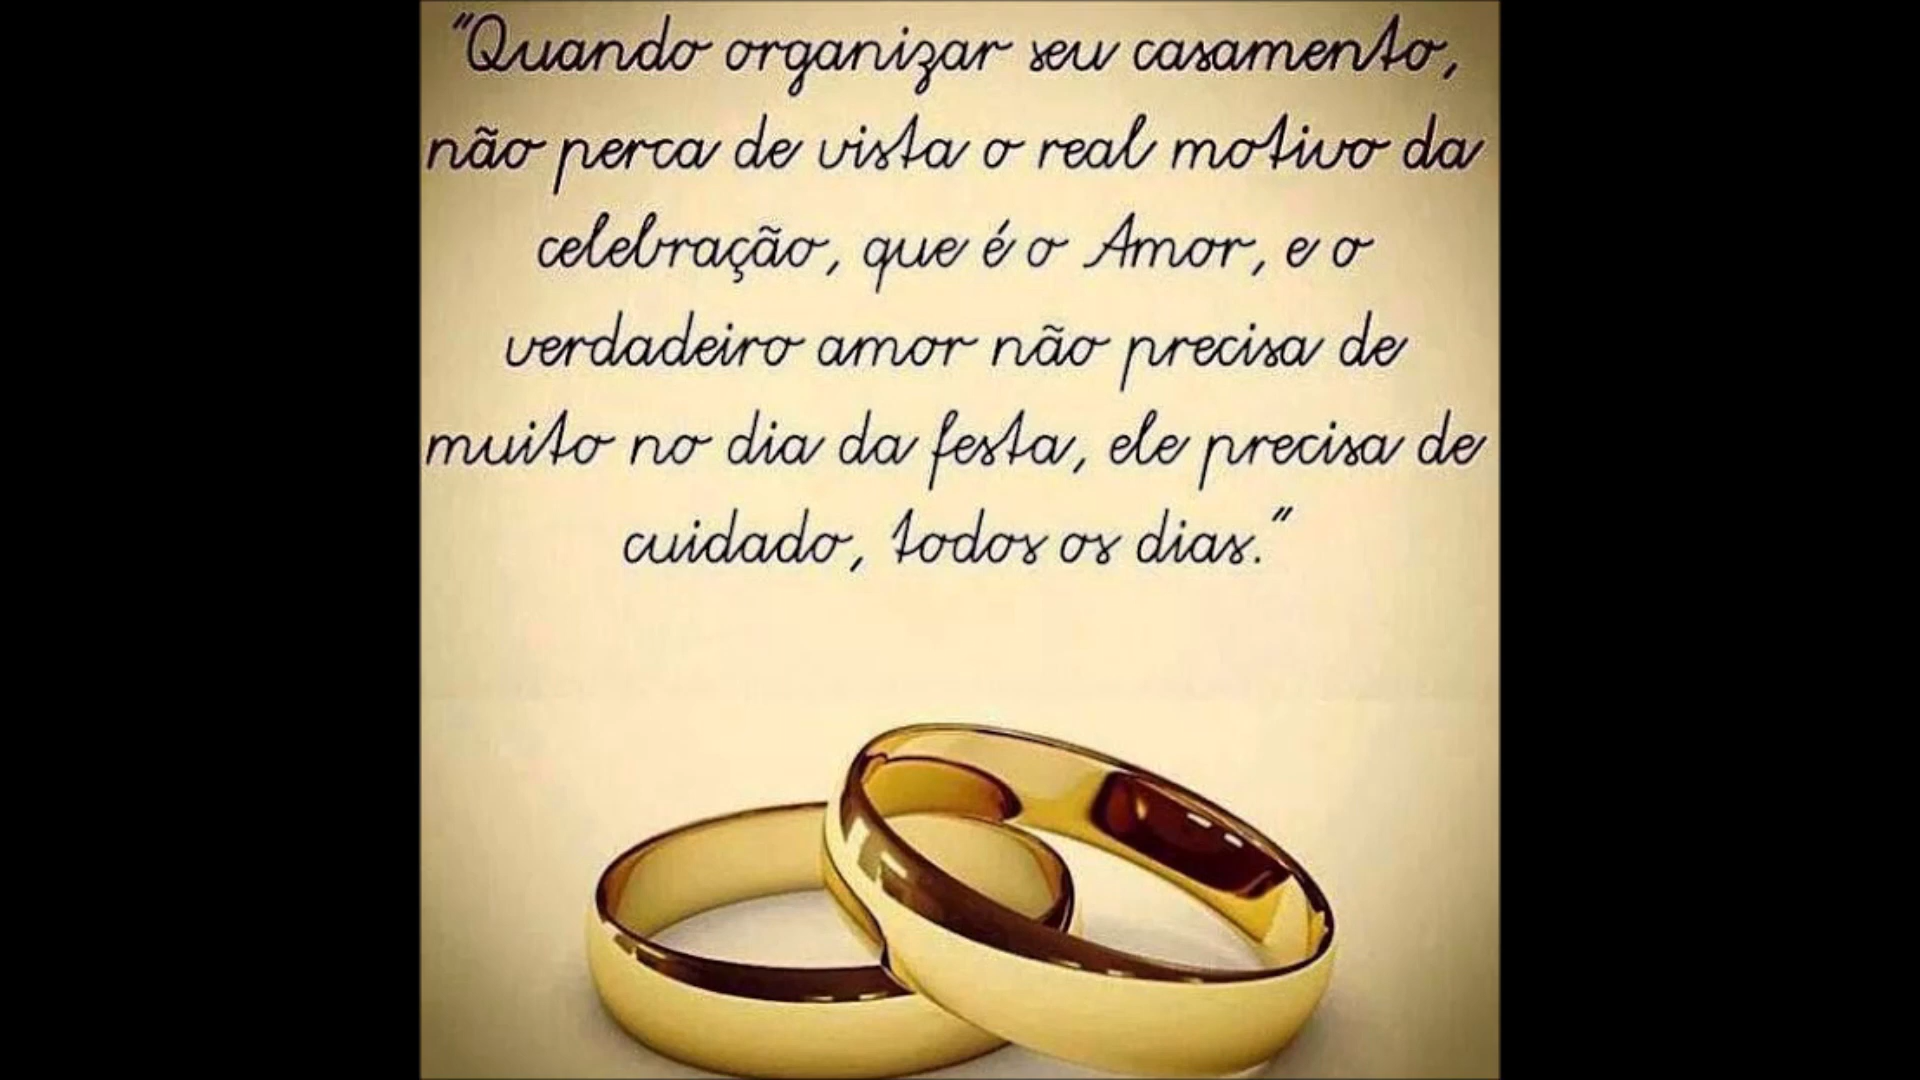 "Quando organizar seu casamento,
não perca de vista o real motivo da
celebração, que é o Amor, e o
verdadeiro amor não precisa de
muito no dia da festa, ele precisa de
cuidado, todos os dias."